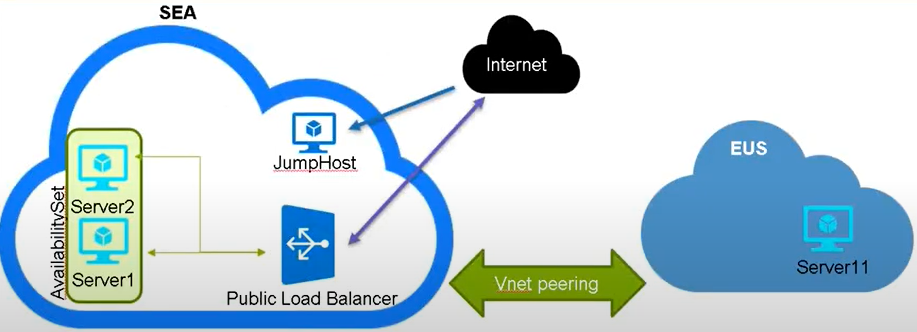 SEA
Internet
JumpHost
EUS
AvailabilitySet
Server2
Server1
Public Load Balancer
Vnet peering
Server11